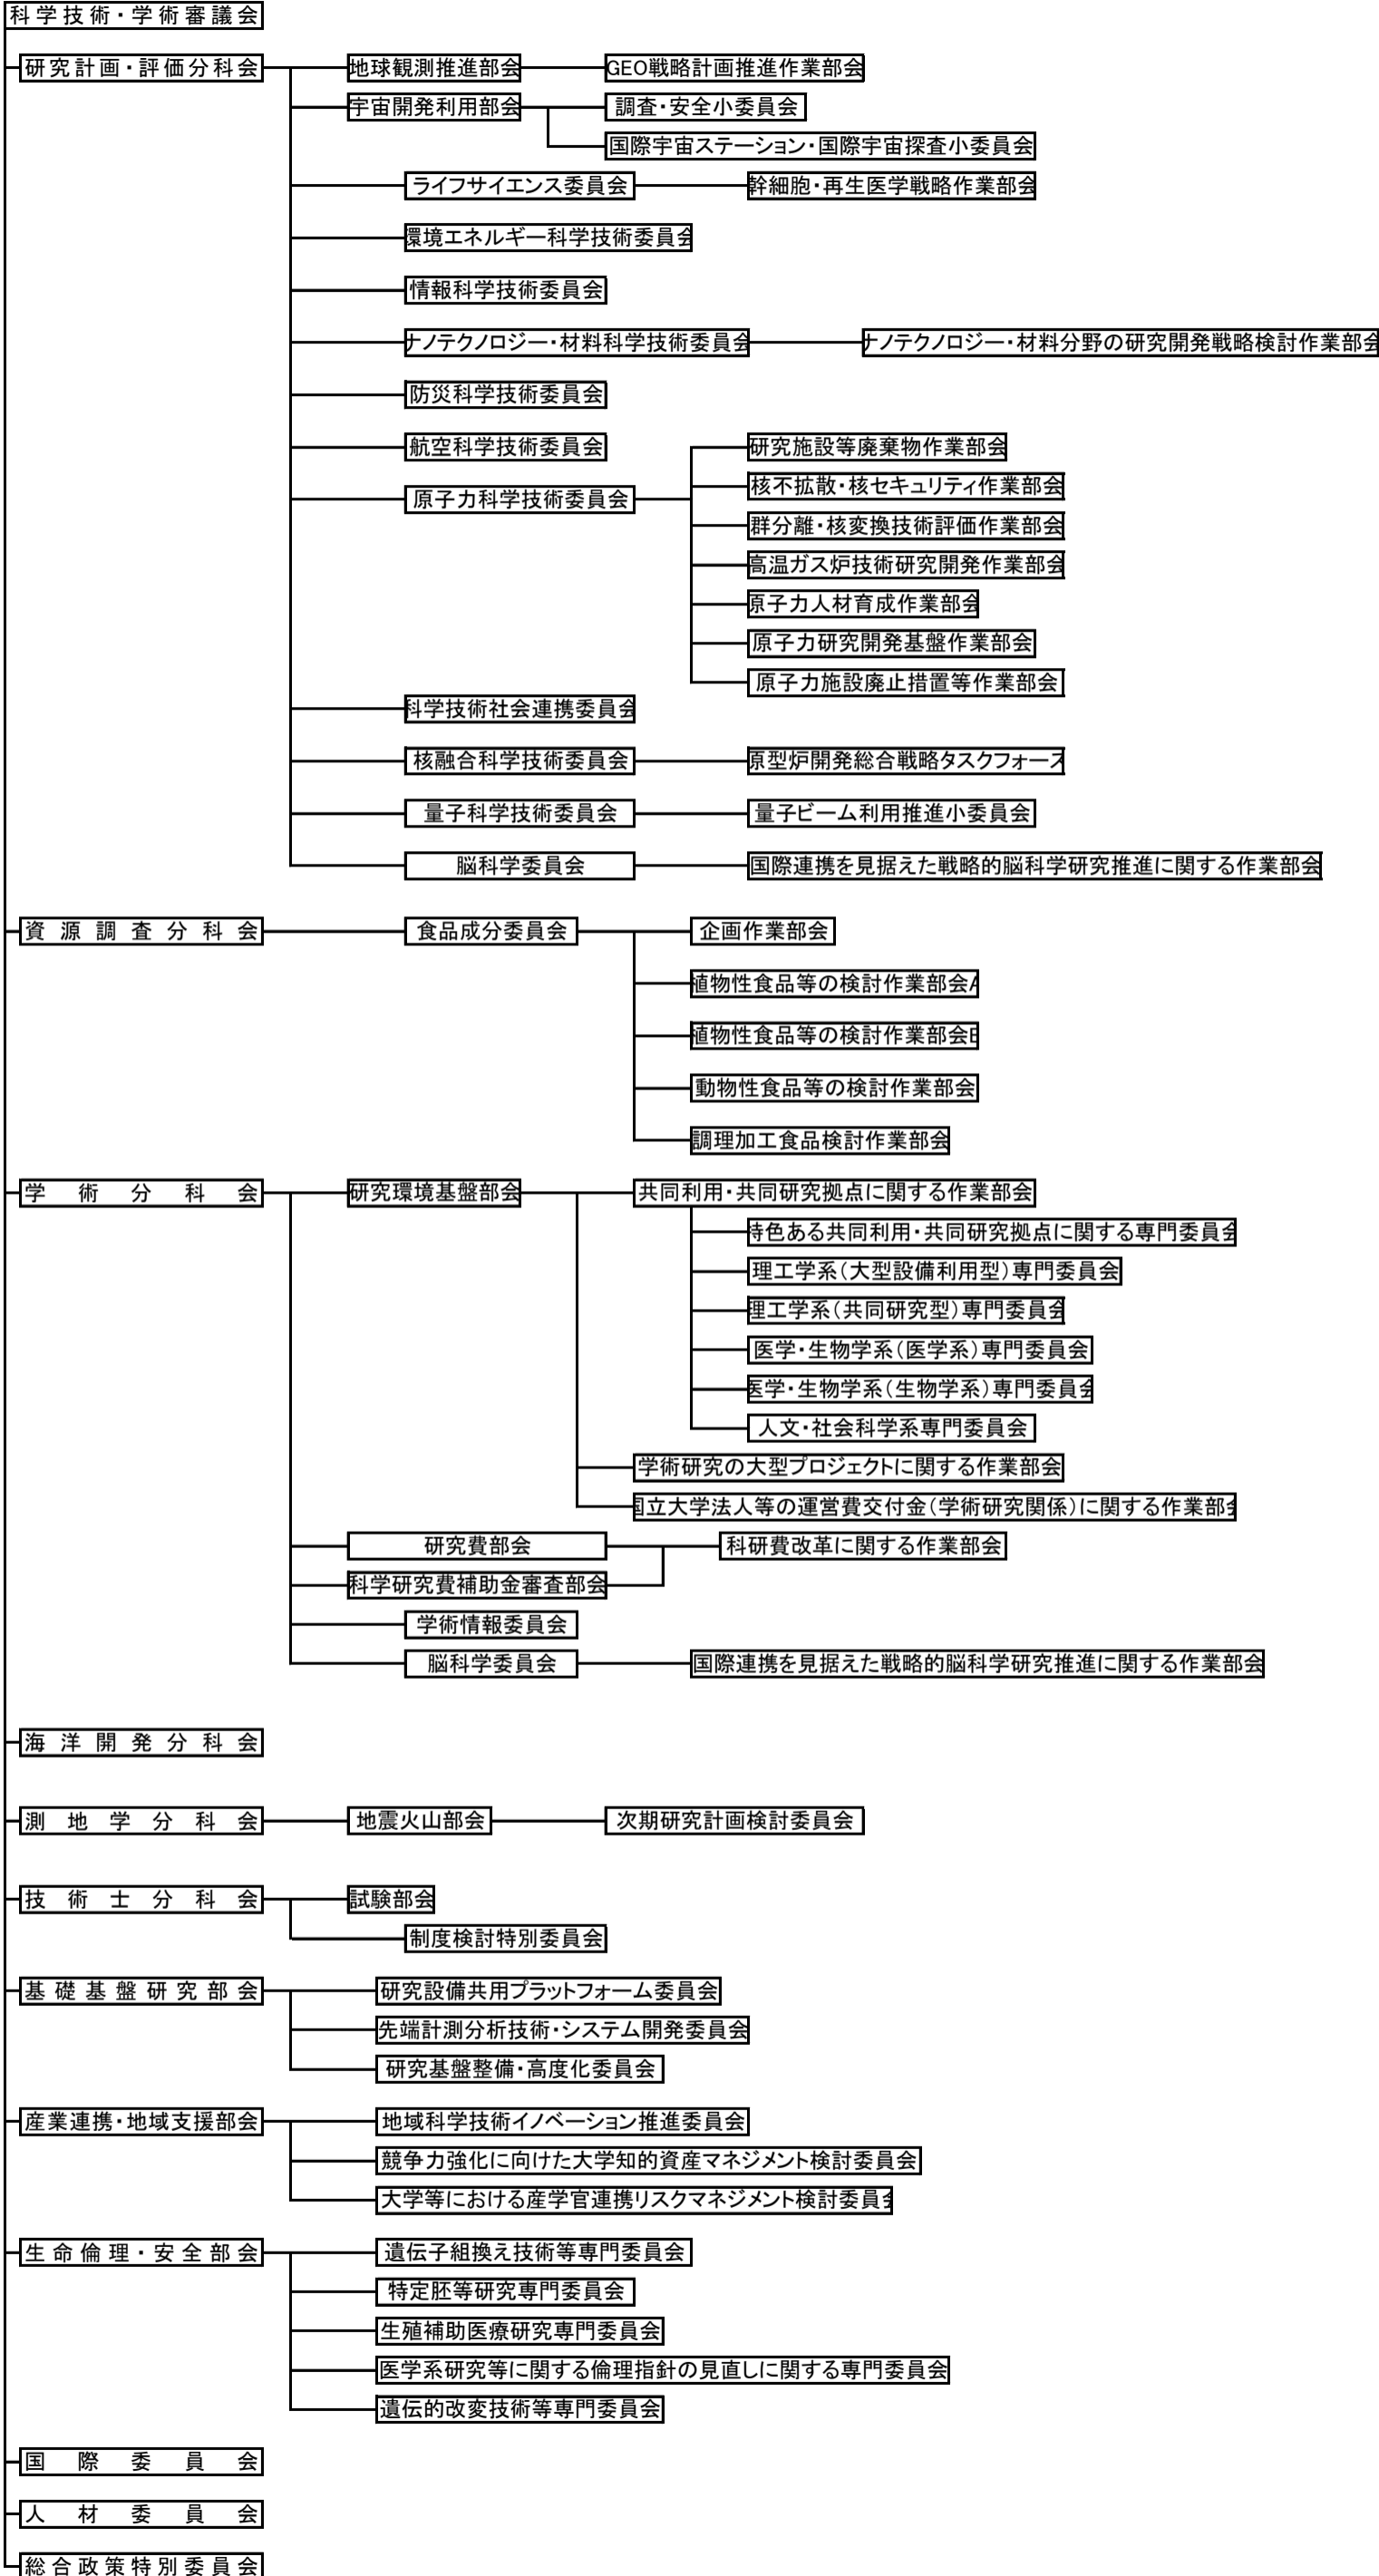 科学技術・学術審議会
研究計画・評価分科会
地球観測推進部会
GEO戦略計画推進作業部会
宇宙開発利用部会
調査・安全小委員会
国際宇宙ステーション・国際宇宙探査小委員会
ライフサイエンス委員会
幹細胞・再生医学戦略作業部会
環境エネルギー科学技術委員会
情報科学技術委員会
ナノテクノロジー・材料科学技術委員会
ナノテクノロジー・材料分野の研究開発戦略検討作業部会
防災科学技術委員会
航空科学技術委員会
研究施設等廃棄物作業部会
核不拡散・核セキュリティ作業部会
原子力科学技術委員会
群分離・核変換技術評価作業部会
高温ガス炉技術研究開発作業部会
原子力人材育成作業部会
原子力研究開発基盤作業部会
原子力施設廃止措置等作業部会
科学技術社会連携委員会
核融合科学技術委員会
原型炉開発総合戦略タスクフォース
量子科学技術委員会
量子ビーム利用推進小委員会
脳科学委員会
国際連携を見据えた戦略的脳科学研究推進に関する作業部会
資源調査分科会
食品成分委員会
企画作業部会
植物性食品等の検討作業部会A
植物性食品等の検討作業部会B
動物性食品等の検討作業部会
調理加工食品検討作業部会
学術分科会
研究環境基盤部会
共同利用・共同研究拠点に関する作業部会
特色ある共同利用・共同研究拠点に関する専門委員会
理工学系(大型設備利用型)専門委員会
理工学系(共同研究型)専門委員会
医学・生物学系(医学系)専門委員会
医学・生物学系(生物学系)専門委員会
人文・社会科学系専門委員会
学術研究の大型プロジェクトに関する作業部会
国立大学法人等の運営費交付金(学術研究関係)に関する作業部会
研究費部会
科研費改革に関する作業部会
科学研究費補助金審査部会
学術情報委員会
脳科学委員会
国際連携を見据えた戦略的脳科学研究推進に関する作業部会
海洋開発分科会
測地学分科会
地震火山部会
次期研究計画検討委員会
技術士分科会
試験部会
制度検討特別委員会
基礎基盤研究部会
研究設備共用プラットフォーム委員会
先端計測分析技術・システム開発委員会
研究基盤整備・高度化委員会
産業連携・地域支援部会
地域科学技術イノベーション推進委員会
競争力強化に向けた大学知的資産マネジメント検討委員会
大学等における産学官連携リスクマネジメント検討委員会
生命倫理・安全部会
遺伝子組換え技術等専門委員会
特定胚等研究専門委員会
生殖補助医療研究専門委員会
医学系研究等に関する倫理指針の見直しに関する専門委員会
遺伝的改変技術等専門委員会
国際委員会
人材委員会
総合政策特別委員会